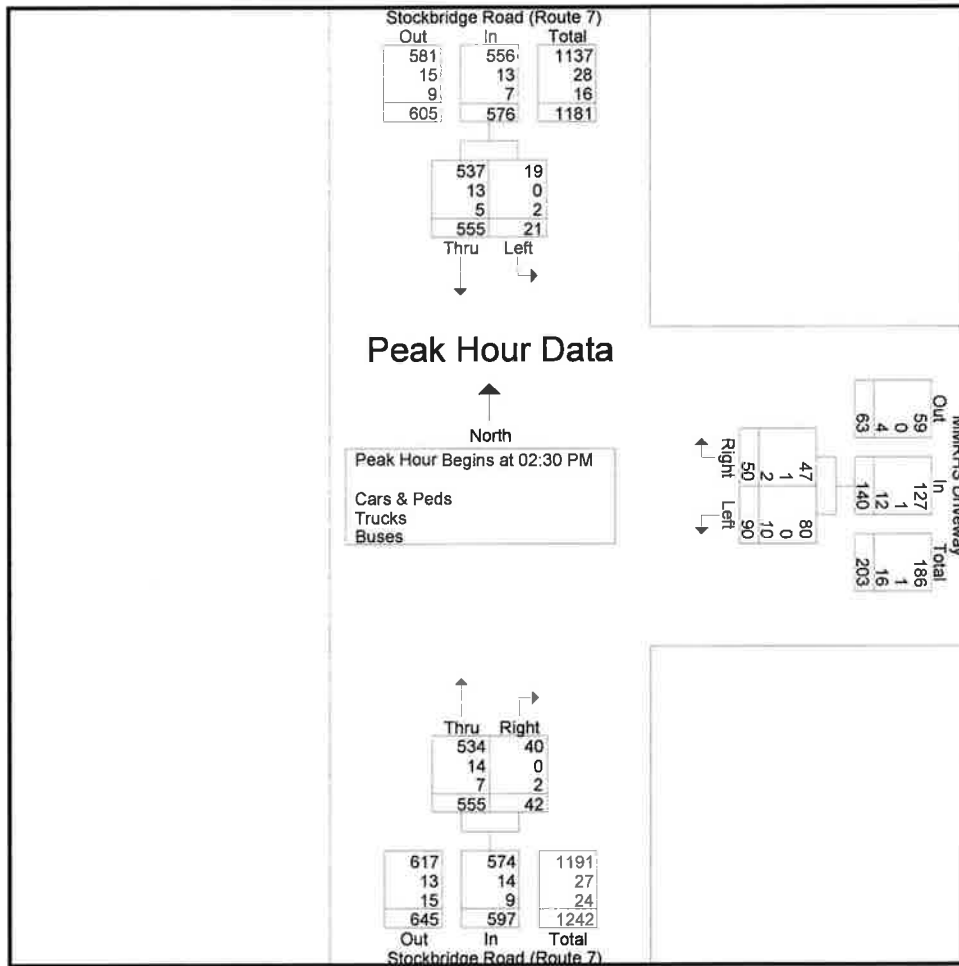 Stockbridge Road (Route 7)
Out In Total
581 556 1137
15 13 28
9 7 16
605 576 1181
537 19
13 0
5 2
555 21
Thru Left
Peak Hour Data
North
Peak Hour Begins at 02:30 PM
Cars & Peds
Trucks
Buses
MMRHS Driveway
Out In Total
59 127 186
0 1 1
4 12 16
63 140 203
47 80
1 0
2 10
50 90
Right Left
Thru Right
534 40
14 0
7 2
555 42
617 574 1191
13 14 27
15 9 24
645 597 1242
Out In Total
Stockbridge Road (Route 7)